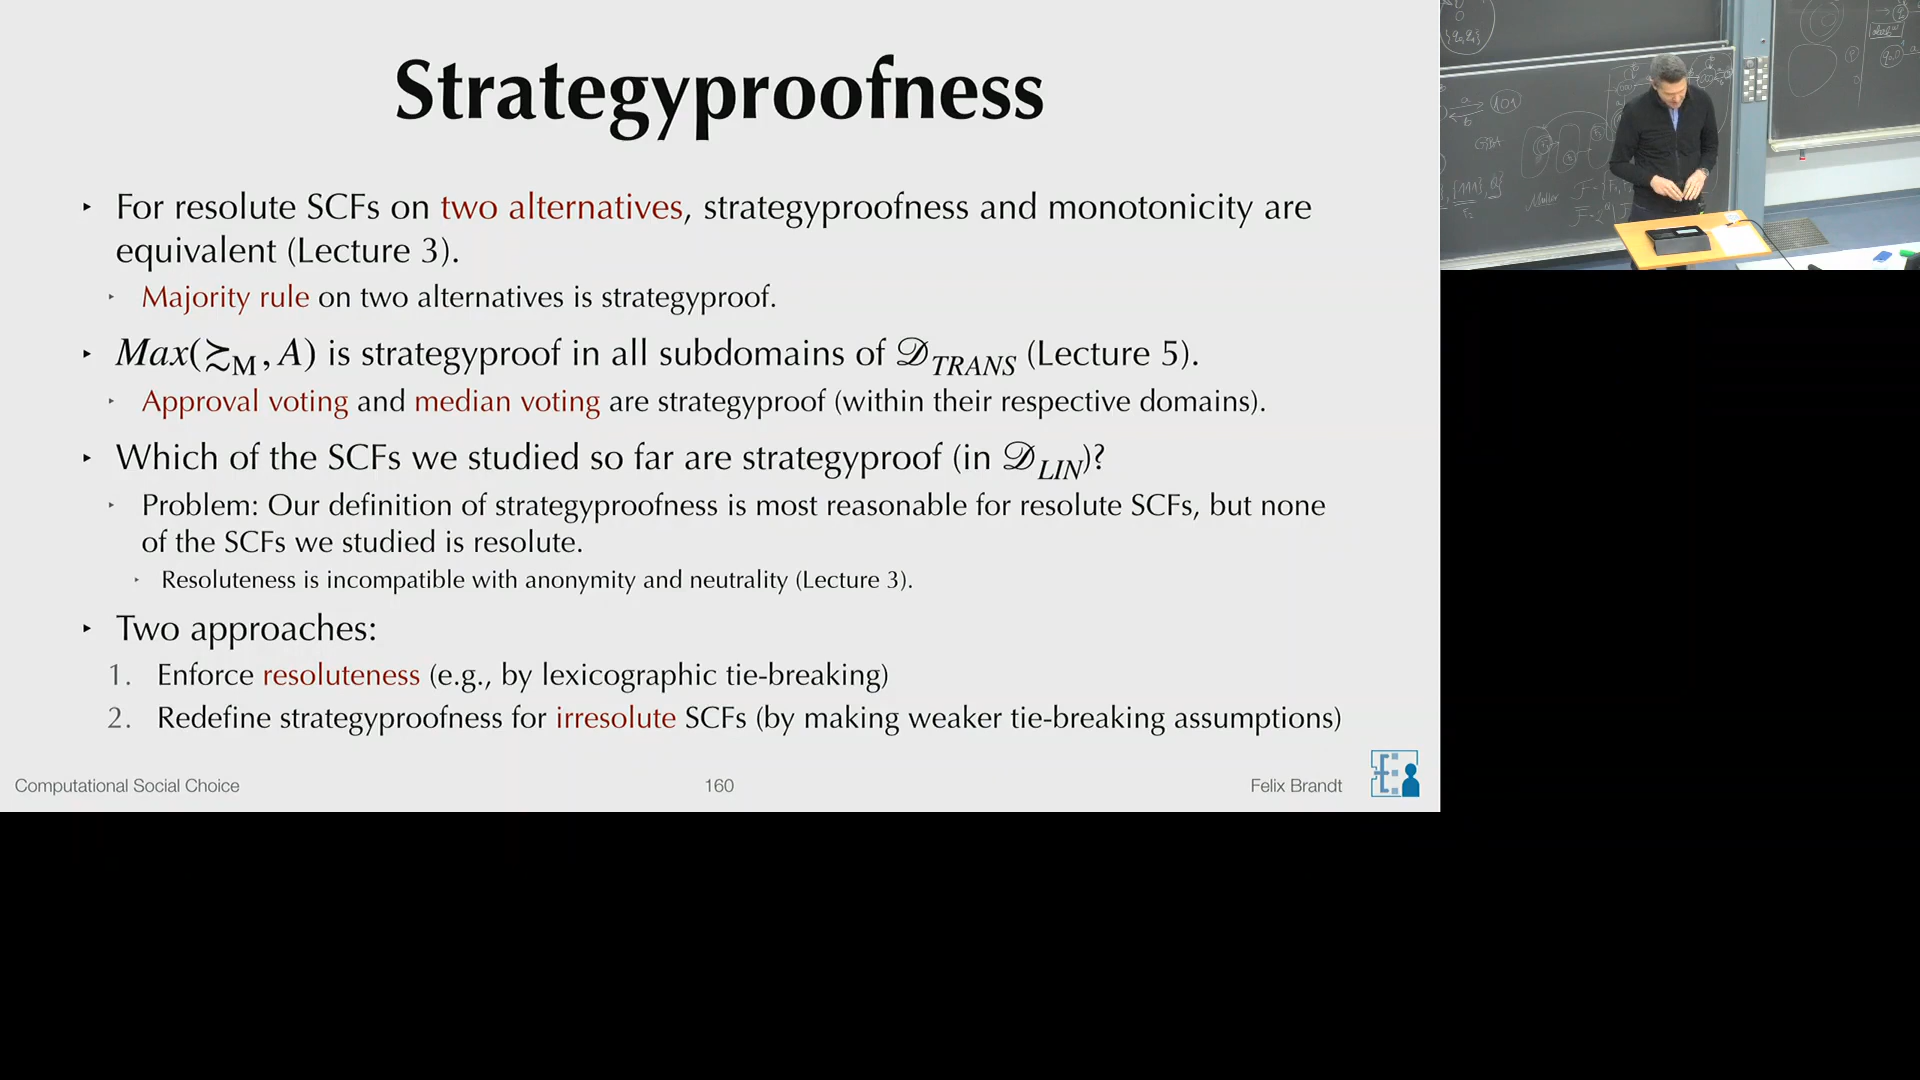 Strategyproofness
‣ For resolute SCFs on two alternatives, strategyproofness and monotonicity are
equivalent (Lecture 3).
‣ Majority rule on two alternatives is strategyproof.
‣ Max(≿M, A) is strategyproof in all subdomains of 𝒟TRANS (Lecture 5).
‣ Approval voting and median voting are strategyproof (within their respective domains).
‣ Which of the SCFs we studied so far are strategyproof (in 𝒟LIN)?
‣ Problem: Our definition of strategyproofness is most reasonable for resolute SCFs, but none
of the SCFs we studied is resolute.
‣ Resoluteness is incompatible with anonymity and neutrality (Lecture 3).
‣ Two approaches:
1. Enforce resoluteness (e.g., by lexicographic tie-breaking)
2. Redefine strategyproofness for irresolute SCFs (by making weaker tie-breaking assumptions)
Computational Social Choice
160
Felix Brandt